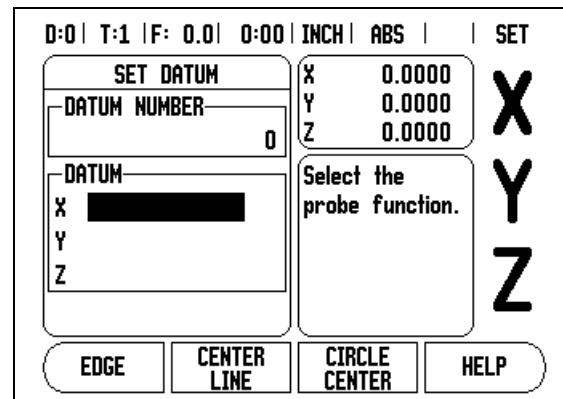 D:0 | T:1 | F: 0.0 | 0:00 | INCH | ABS | | SET
SET DATUM
DATUM NUMBER
0
DATUM
X
Y
Z
X 0.0000
Y 0.0000
Z 0.0000
Select the
probe function.
X
Y
Z
EDGE
CENTER
LINE
CIRCLE
CENTER
HELP